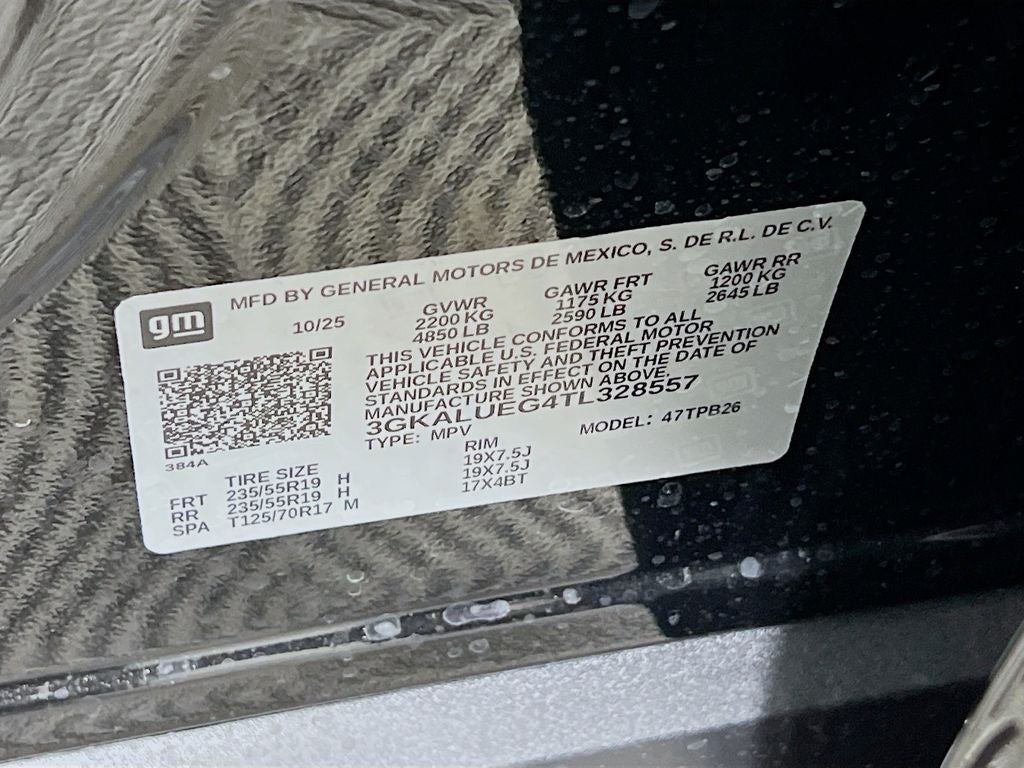 MFD BY GENERAL MOTORS DE MEXICO, S. DE R.L. DE C.V.
gm
10/25
GVWR GAWR FRT GAWR RR
2200 KG 1175 KG 1200 KG
4850 LB 2590 LB 2645 LB
THIS VEHICLE CONFORMS TO ALL
APPLICABLE U.S. FEDERAL MOTOR
VEHICLE SAFETY AND THEFT PREVENTION
STANDARDS IN EFFECT ON THE DATE OF
MANUFACTURE SHOWN ABOVE.
3GKALUEG4TL328557
TYPE: MPV MODEL: 47TPB26
384A
TIRE SIZE RIM
FRT 235/55R19 H 19X7.5J
RR 235/55R19 H 19X7.5J
SPA T125/70R17 M 17X4BT